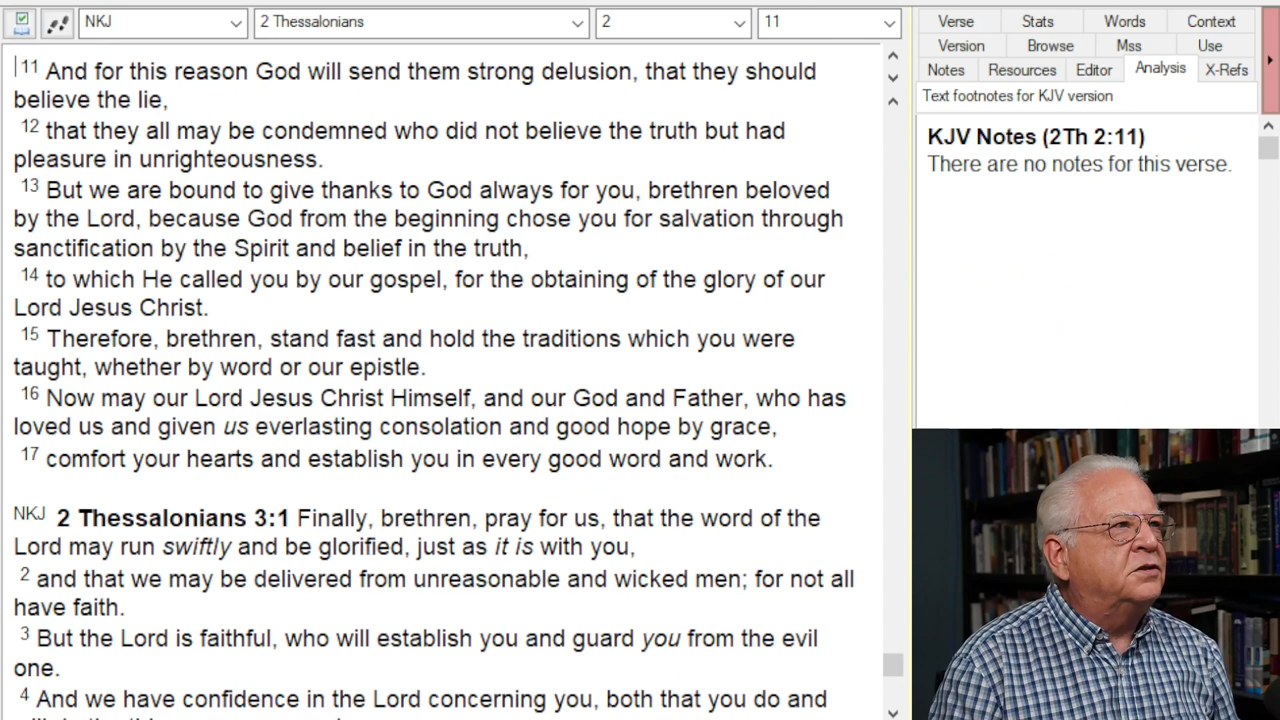 NKJ 2 Thessalonians 2 11
11 And for this reason God will send them strong delusion, that they should
believe the lie,
12 that they all may be condemned who did not believe the truth but had
pleasure in unrighteousness.
13 But we are bound to give thanks to God always for you, brethren beloved
by the Lord, because God from the beginning chose you for salvation through
sanctification by the Spirit and belief in the truth,
14 to which He called you by our gospel, for the obtaining of the glory of our
Lord Jesus Christ.
15 Therefore, brethren, stand fast and hold the traditions which you were
taught, whether by word or our epistle.
16 Now may our Lord Jesus Christ Himself, and our God and Father, who has
loved us and given us everlasting consolation and good hope by grace,
17 comfort your hearts and establish you in every good word and work.
NKJ 2 Thessalonians 3:1 Finally, brethren, pray for us, that the word of the
Lord may run swiftly and be glorified, just as it is with you,
2 and that we may be delivered from unreasonable and wicked men; for not all
have faith.
3 But the Lord is faithful, who will establish you and guard you from the evil
one.
4 And we have confidence in the Lord concerning you, both that you do and
Verse Stats Words Context
Version Browse Mss Use
Notes Resources Editor Analysis X-Refs
Text footnotes for KJV version
KJV Notes (2Th 2:11)
There are no notes for this verse.